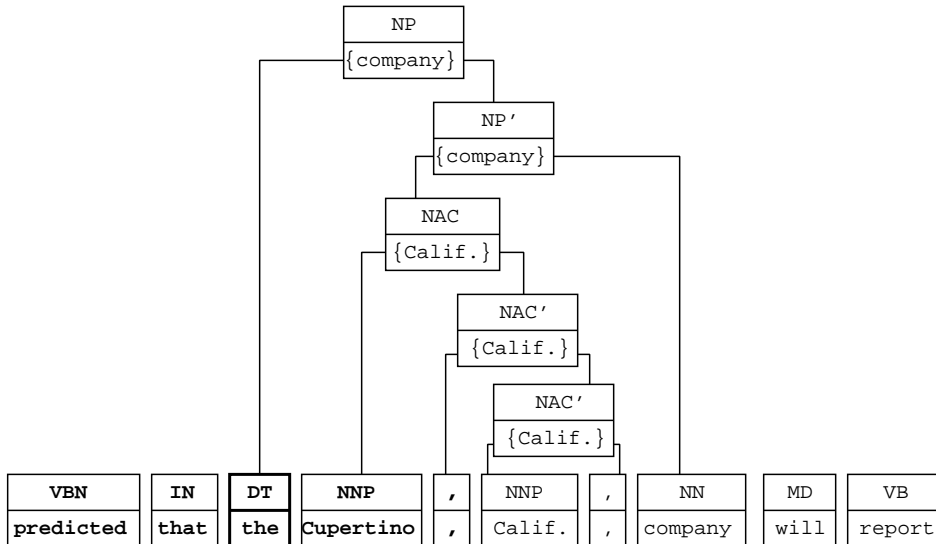 NP
{company}
NP′
{company}
NAC
{Calif.}
NAC′
{Calif.}
NAC′
{Calif.}
VBN IN DT NNP , NNP , NN MD VB
predicted that the Cupertino , Calif. , company will report